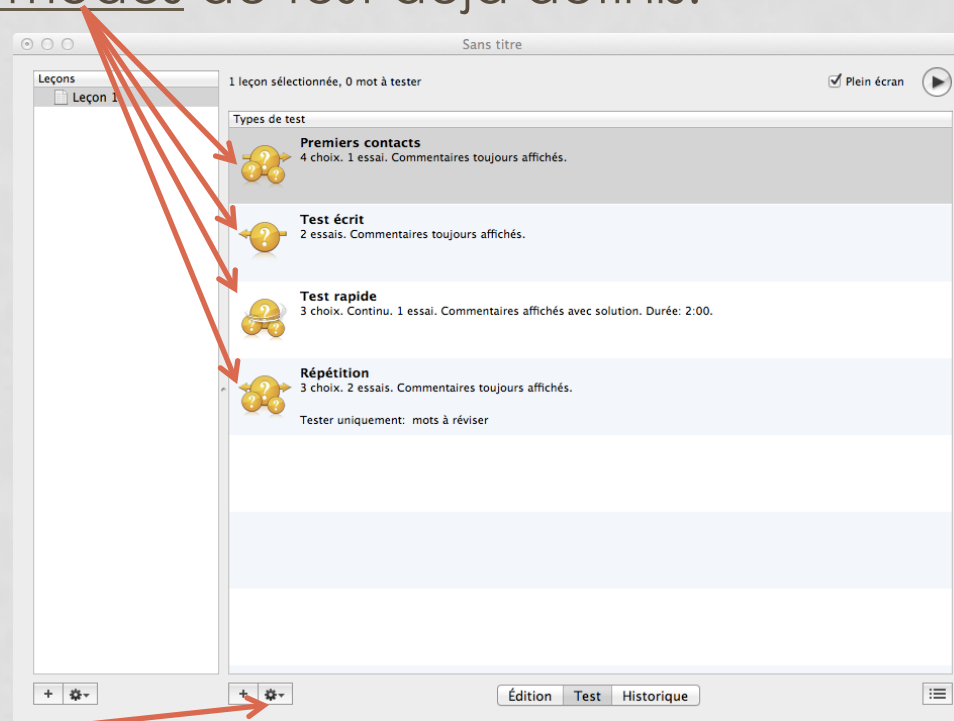 modes de test déjà définis.
Sans titre
Leçons
Leçon 1
1 leçon sélectionnée, 0 mot à tester
Plein écran
Types de test
Premiers contacts
4 choix. 1 essai. Commentaires toujours affichés.
Test écrit
2 essais. Commentaires toujours affichés.
Test rapide
3 choix. Continu. 1 essai. Commentaires affichés avec solution. Durée: 2:00.
Répétition
3 choix. 2 essais. Commentaires toujours affichés.
Tester uniquement: mots à réviser
Édition Test Historique